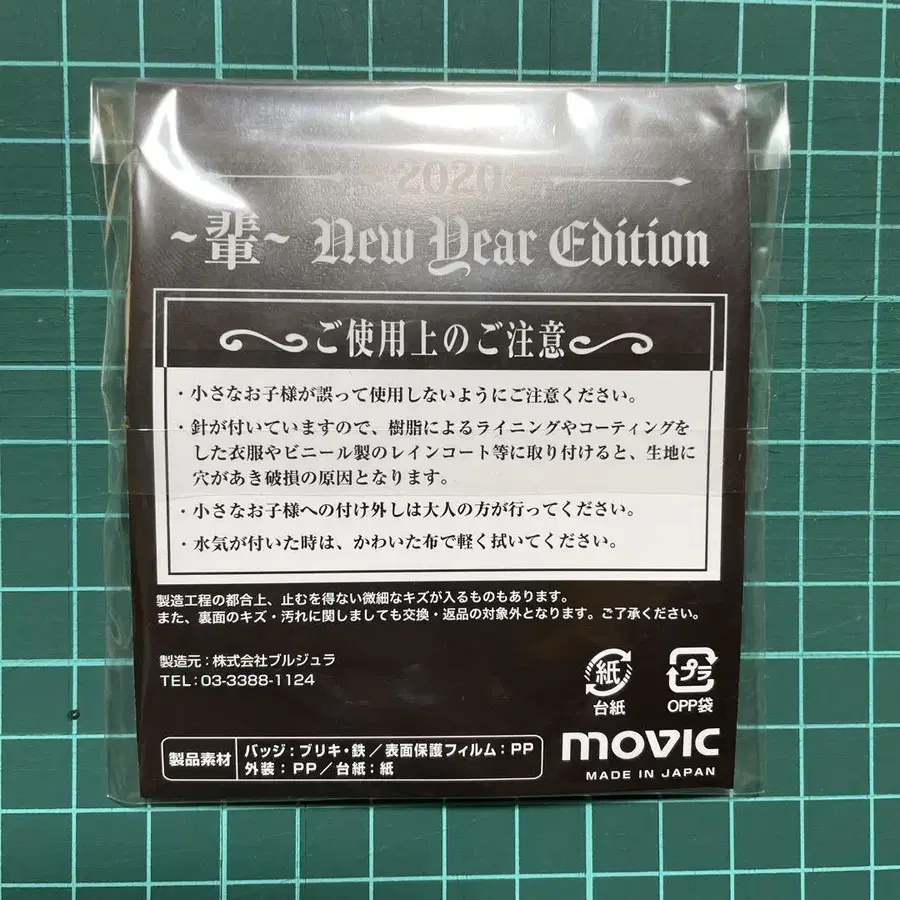 2020
~輩~ New Year Edition
ご使用上のご注意
・小さなお子様が誤って使用しないようにご注意ください。
・針が付いていますので、樹脂によるライニングやコーティングを
した衣服やビニール製のレインコート等に取り付けると、生地に
穴があき破損の原因となります。
・小さなお子様への付け外しは大人の方が行ってください。
・水気が付いた時は、かわいた布で軽く拭いてください。
製造工程の都合上、止むを得ない微細なキズが入るものもあります。
また、裏面のキズ・汚れに関しましても交換・返品の対象外となります。ご了承ください。
製造元:株式会社ブルジュラ
TEL:03-3388-1124
紙
台紙
プラ
OPP袋
製品素材
バッジ:ブリキ・鉄/表面保護フィルム:PP
外装:PP/台紙:紙
movic
MADE IN JAPAN